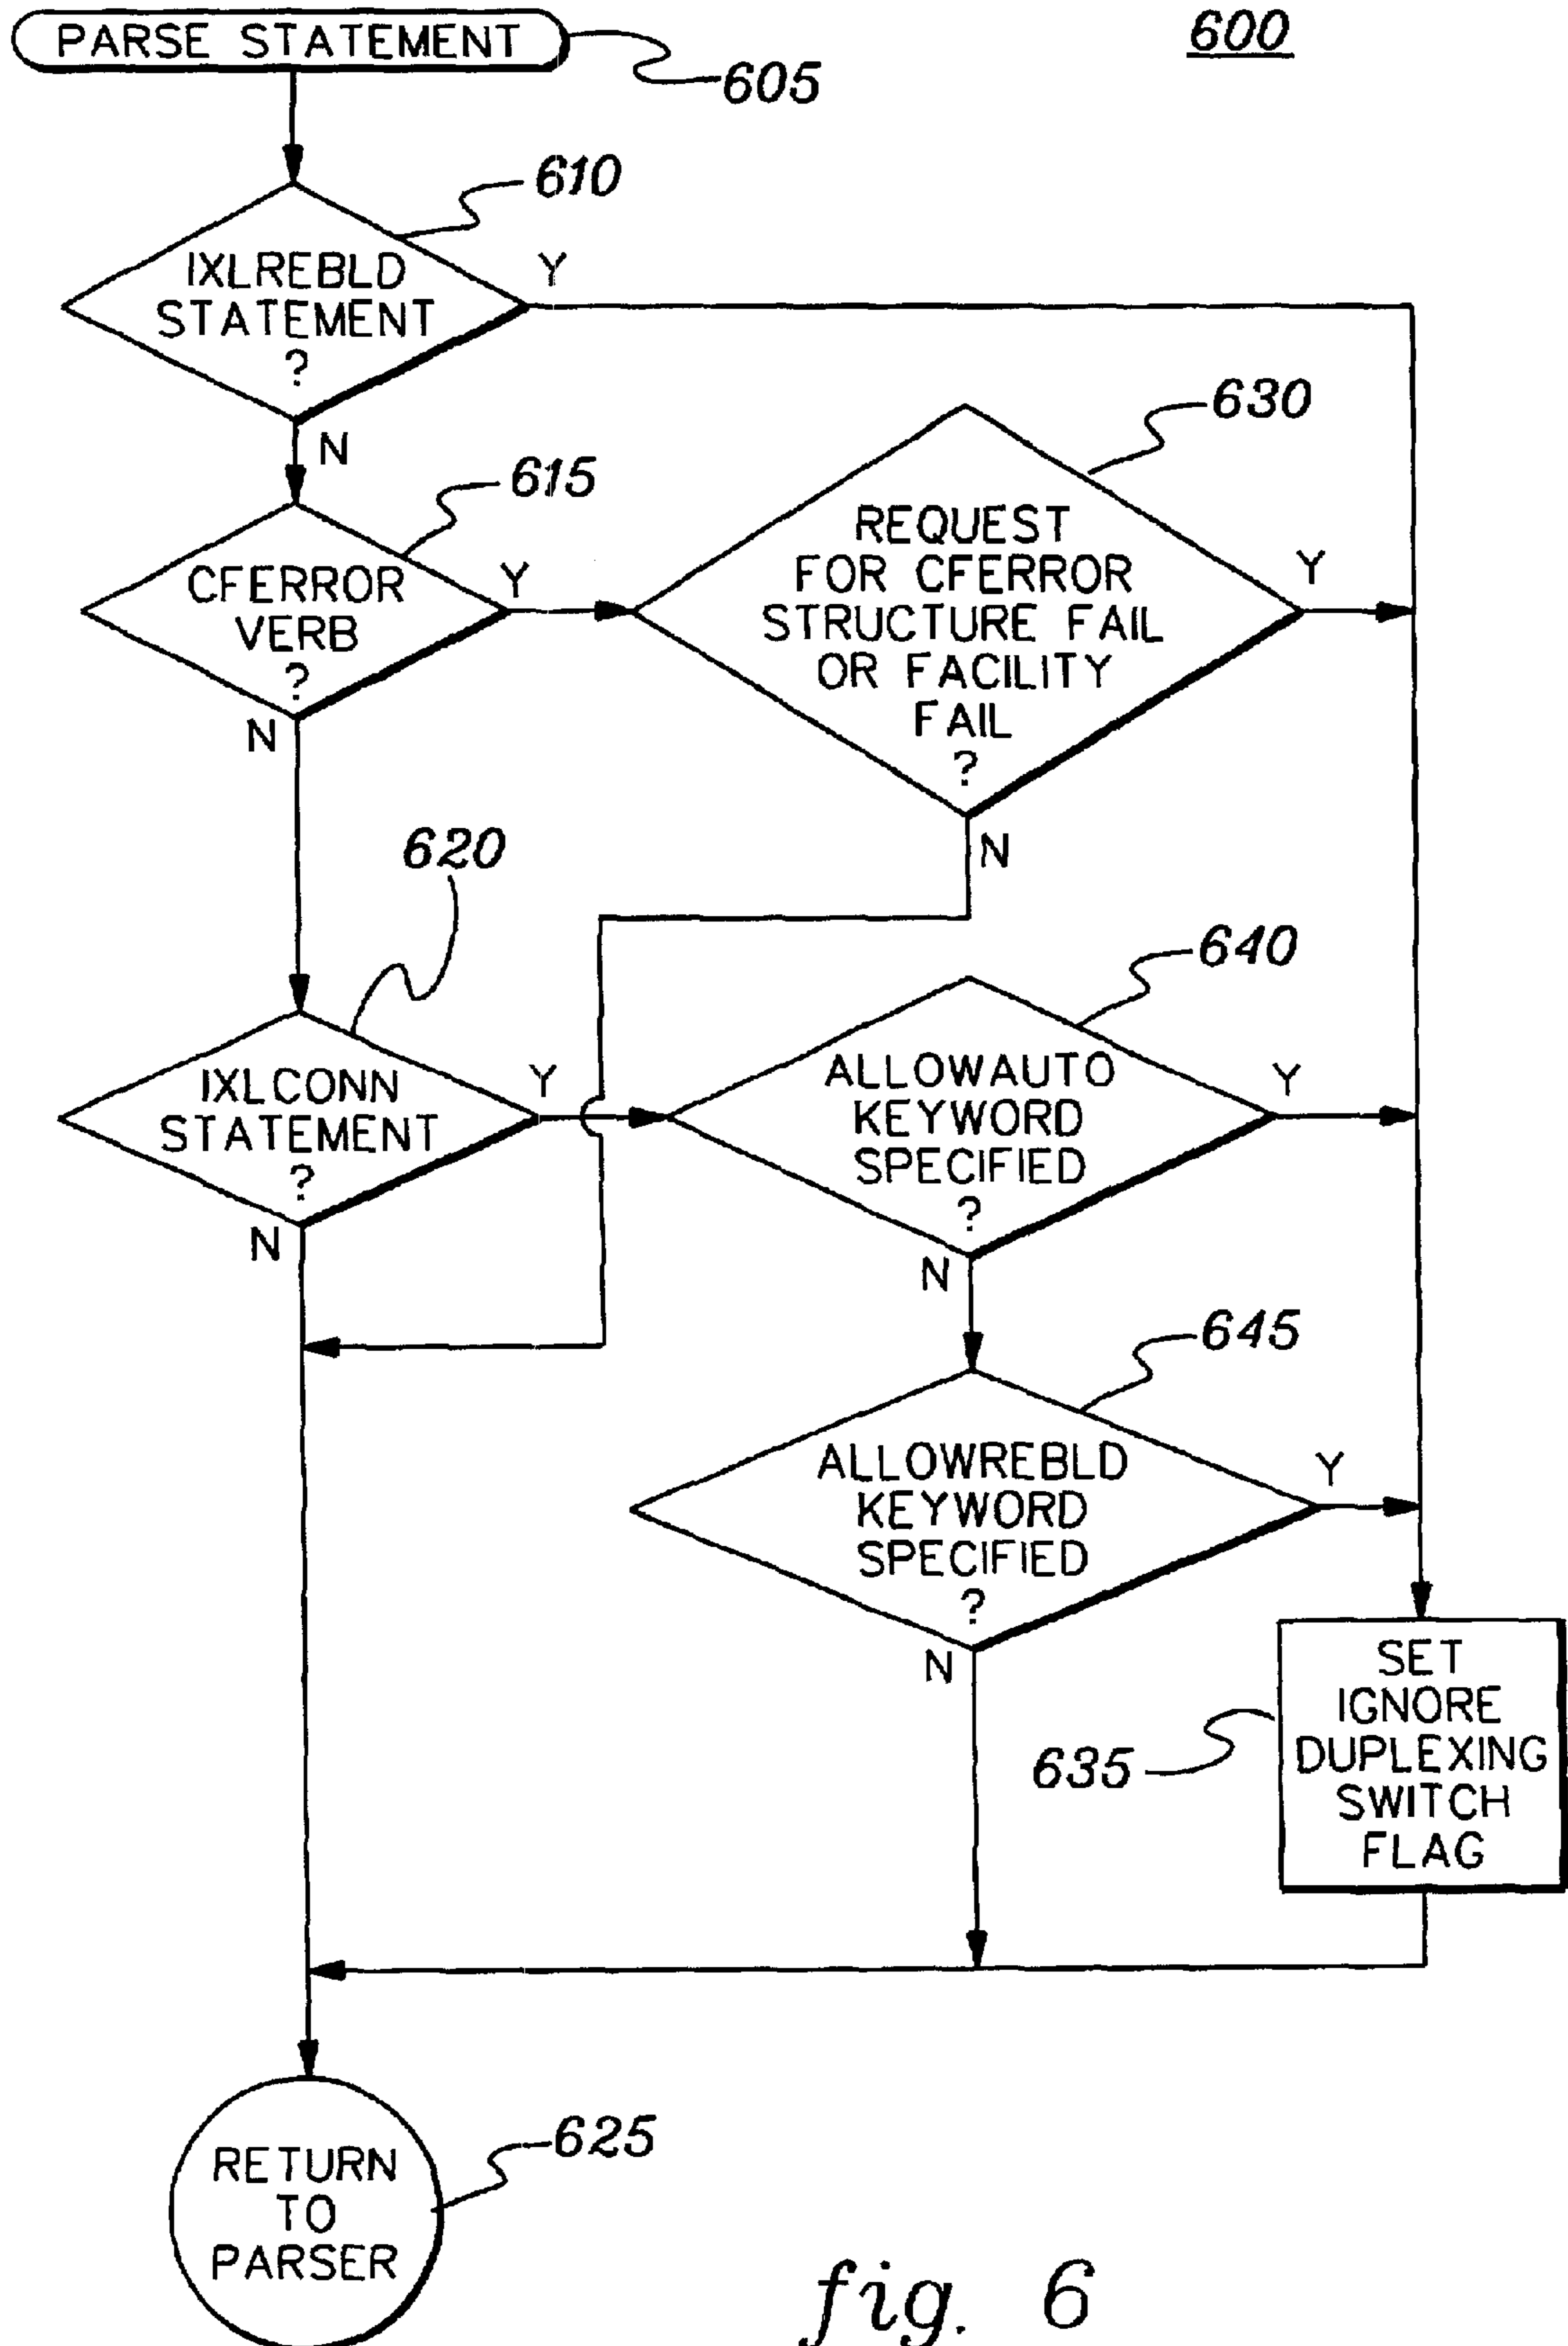 PARSE STATEMENT
605
600
610
IXLREBLD
STATEMENT
?
Y
N
615
CFERROR
VERB
?
Y
N
630
REQUEST
FOR CFERROR
STRUCTURE FAIL
OR FACILITY
FAIL
?
Y
N
620
IXLCONN
STATEMENT
?
Y
N
640
ALLOWAUTO
KEYWORD
SPECIFIED
?
Y
N
645
ALLOWREBLD
KEYWORD
SPECIFIED
?
Y
N
SET
IGNORE
DUPLEXING
SWITCH
FLAG
635
RETURN
TO
PARSER
625
fig. 6